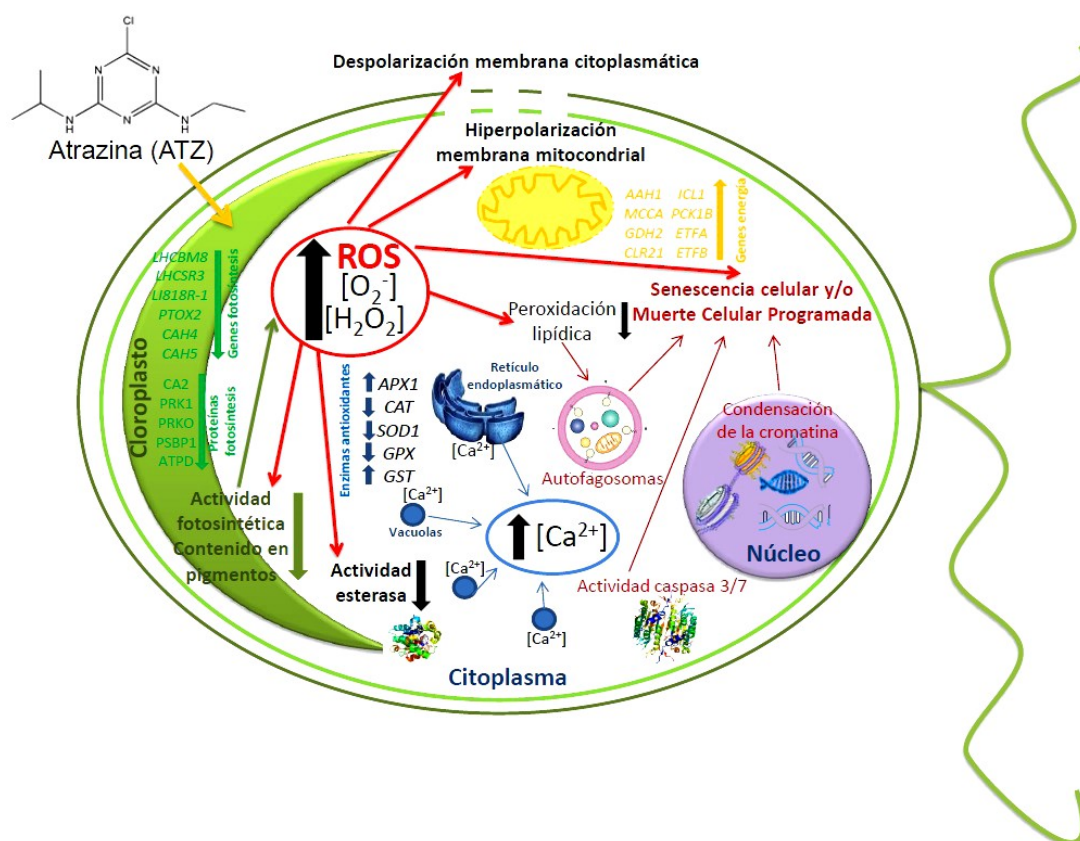 Cl
N
N
N
N
H
N
H
Atrazina (ATZ)
Despolarización membrana citoplasmática
Hiperpolarización
membrana mitocondrial
AAH1 ICL1
MCCA PCK1B
GDH2 ETFA
CLR21 ETFB
Genes energía
Cloroplasto
LHCBM8
LHCSR3
LI818R-1
PTOX2
CAH4
CAH5
Genes fotosíntesis
CA2
PRK1
PRKO
PSBP1
ATPD
Proteínas
fotosíntesis
ROS
[O2-]
[H2O2]
Senescencia celular y/o
Muerte Celular Programada
Peroxidación
lipídica
Enzimas antioxidantes
APX1
CAT
SOD1
GPX
GST
Retículo
endoplasmático
[Ca2+]
Autofagosomas
Condensación
de la cromatina
Núcleo
[Ca2+]
Vacuolas
[Ca2+]
[Ca2+]
[Ca2+]
Actividad
fotosintética
Contenido en
pigmentos
Actividad
esterasa
Actividad caspasa 3/7
Citoplasma